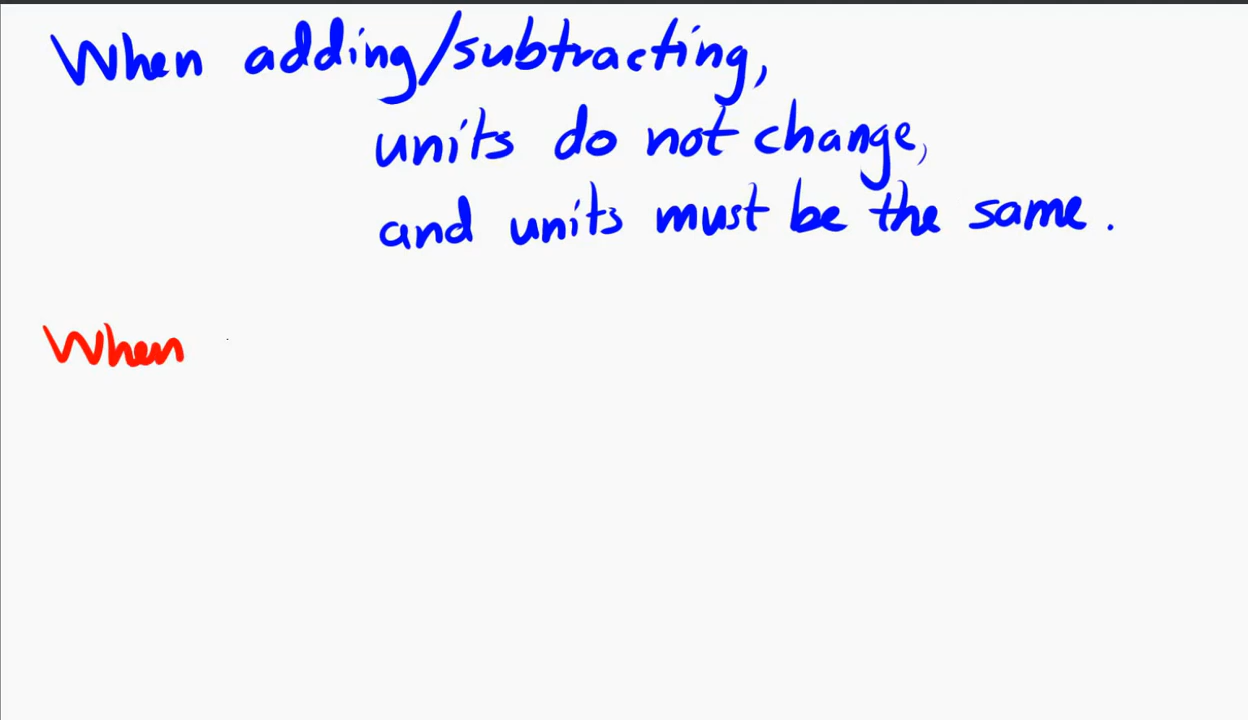 When adding/subtracting,
units do not change,
and units must be the same.
When